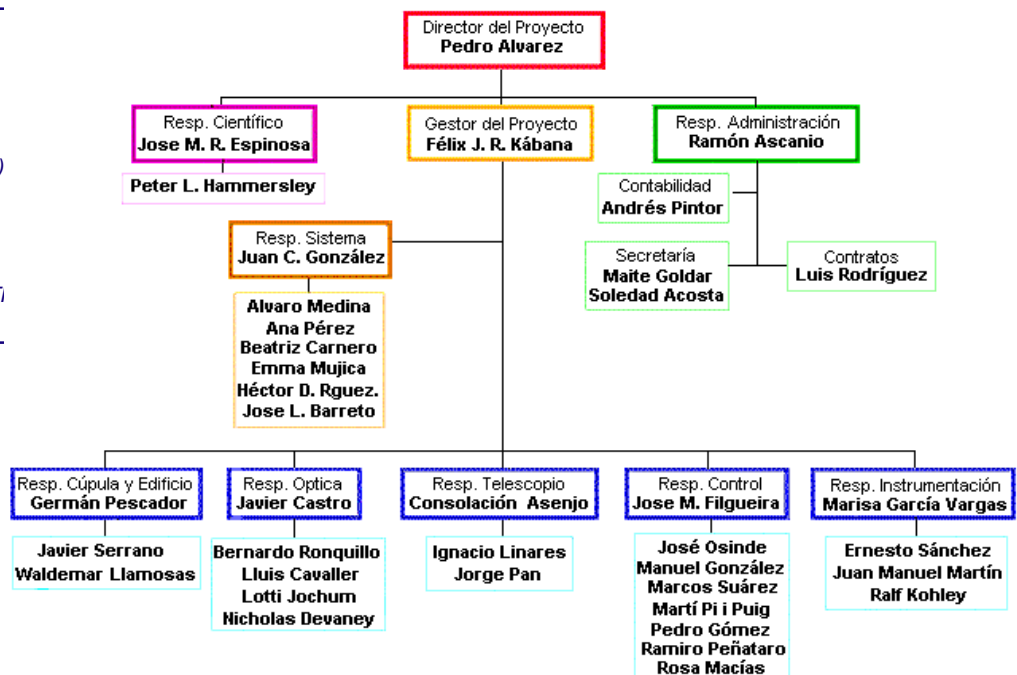 Director del Proyecto
Pedro Alvarez
Resp. Científico
Jose M. R. Espinosa
Gestor del Proyecto
Félix J. R. Kábana
Resp. Administración
Ramón Ascanio
Peter L. Hammersley
Contabilidad
Andrés Pintor
Resp. Sistema
Juan C. González
Secretaría
Maite Goldar
Soledad Acosta
Contratos
Luis Rodríguez
Alvaro Medina
Ana Pérez
Beatriz Carnero
Emma Mujica
Héctor D. Rguez.
Jose L. Barreto
Resp. Cúpula y Edificio
Germán Pescador
Resp. Optica
Javier Castro
Resp. Telescopio
Consolación Asenjo
Resp. Control
Jose M. Filgueira
Resp. Instrumentación
Marisa García Vargas
Javier Serrano
Waldemar Llamosas
Bernardo Ronquillo
Lluis Cavaller
Lotti Jochum
Nicholas Devaney
Ignacio Linares
Jorge Pan
José Osinde
Manuel González
Marcos Suárez
Martí Pi i Puig
Pedro Gómez
Ramiro Peñataro
Rosa Macías
Ernesto Sánchez
Juan Manuel Martín
Ralf Kohley